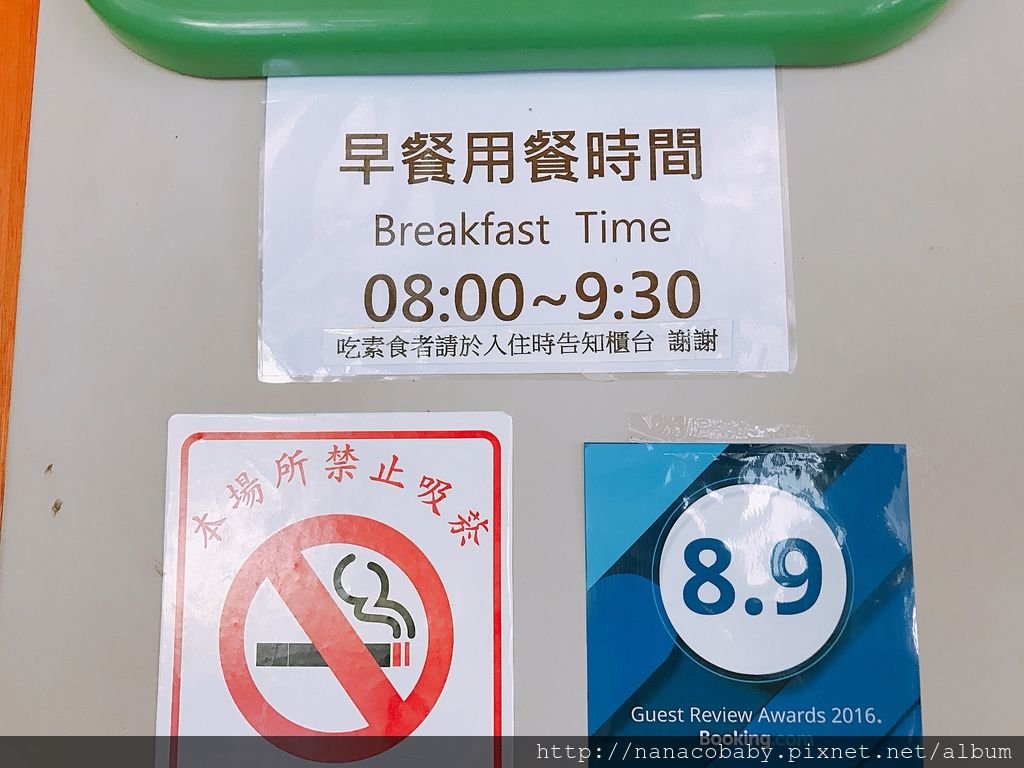 早餐用餐時間
Breakfast Time
08:00~9:30
吃素食者請於入住時告知櫃台 謝謝
本場所禁止吸菸
8.9
Guest Review Awards 2016.
Booking.com
http://nanacobaby.pixnet.net/album